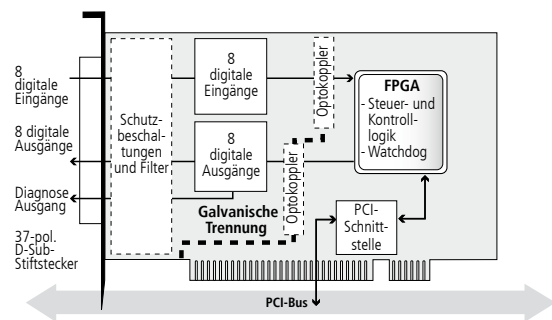 8
digitale
Eingänge
8 digitale
Ausgänge
Diagnose
Ausgang
37-pol.
D-Sub-
Stiftstecker
Schutz-
beschal-
tungen
und Filter
8
digitale
Eingänge
8
digitale
Ausgänge
Galvanische
Trennung
Optokoppler
Optokoppler
FPGA
- Steuer- und
Kontroll-
logik
- Watchdog
PCI-
Schnitt-
stelle
PCI-Bus